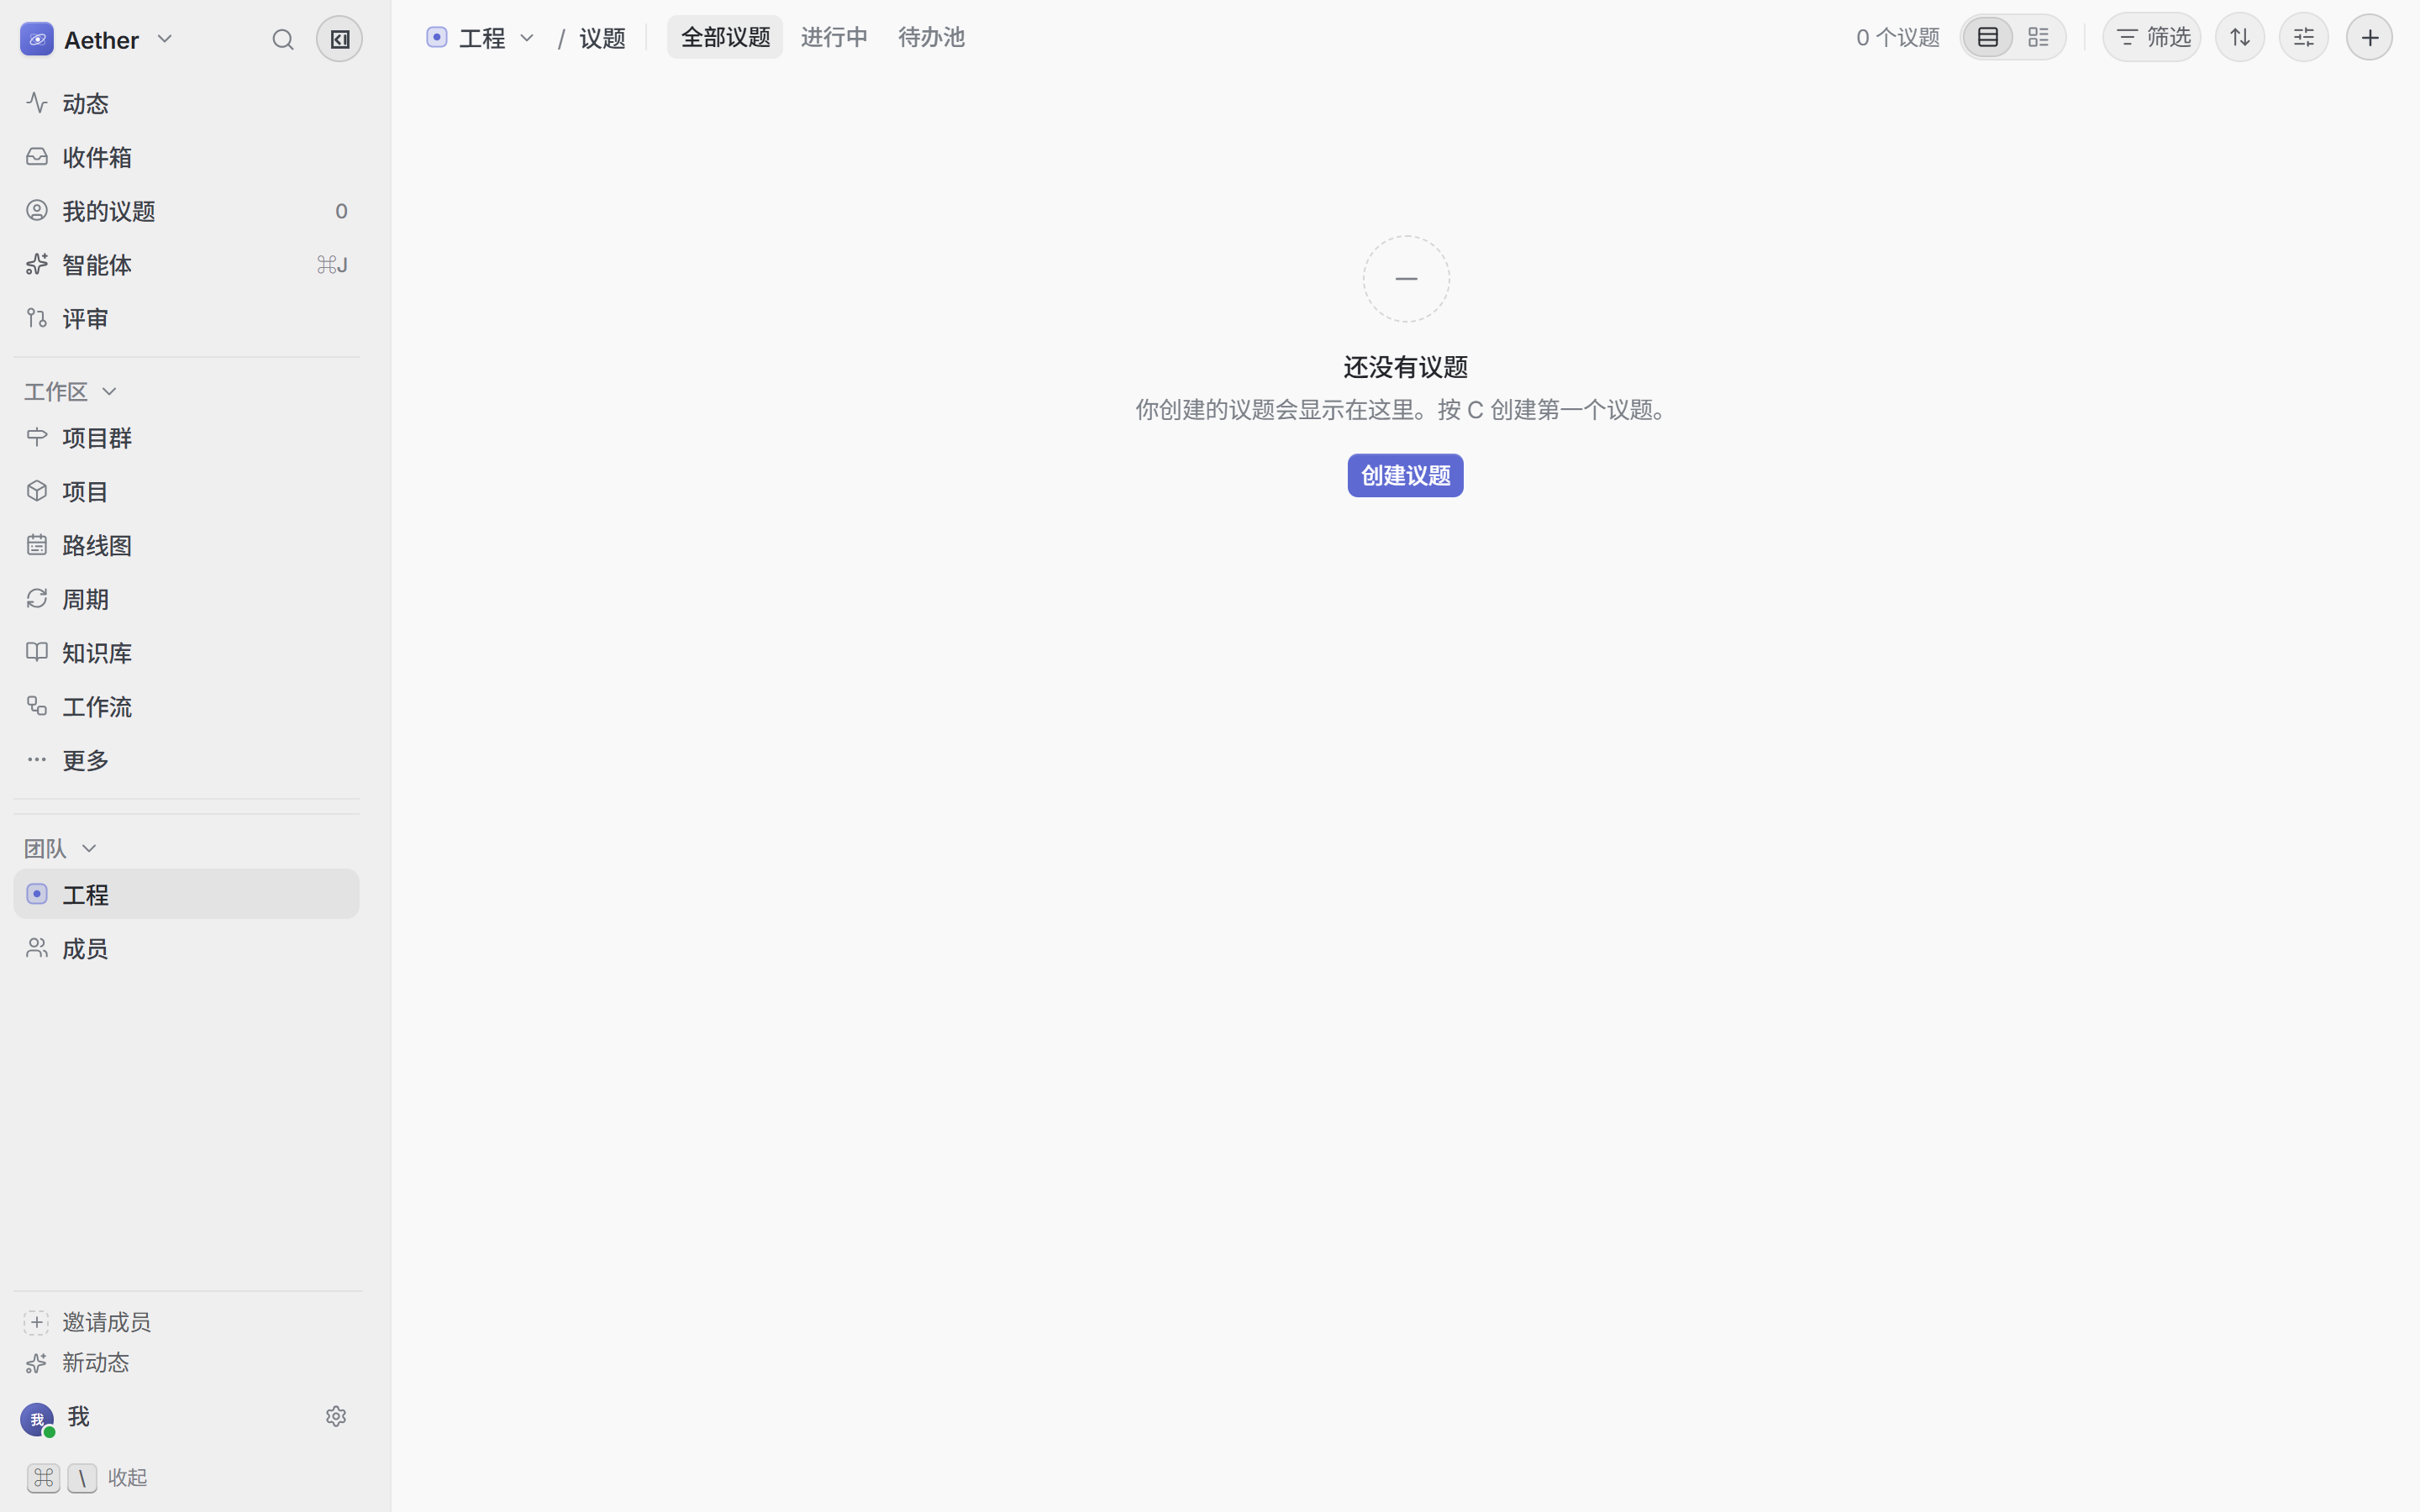 Aether
动态
收件箱
我的议题 0
智能体 ⌘J
评审
工作区
项目群
项目
路线图
周期
知识库
工作流
更多
团队
工程
成员
邀请成员
新动态
我 我
⌘ \ 收起
工程 / 议题 全部议题 进行中 待办池 0 个议题 筛选
还没有议题
你创建的议题会显示在这里。按 C 创建第一个议题。
创建议题